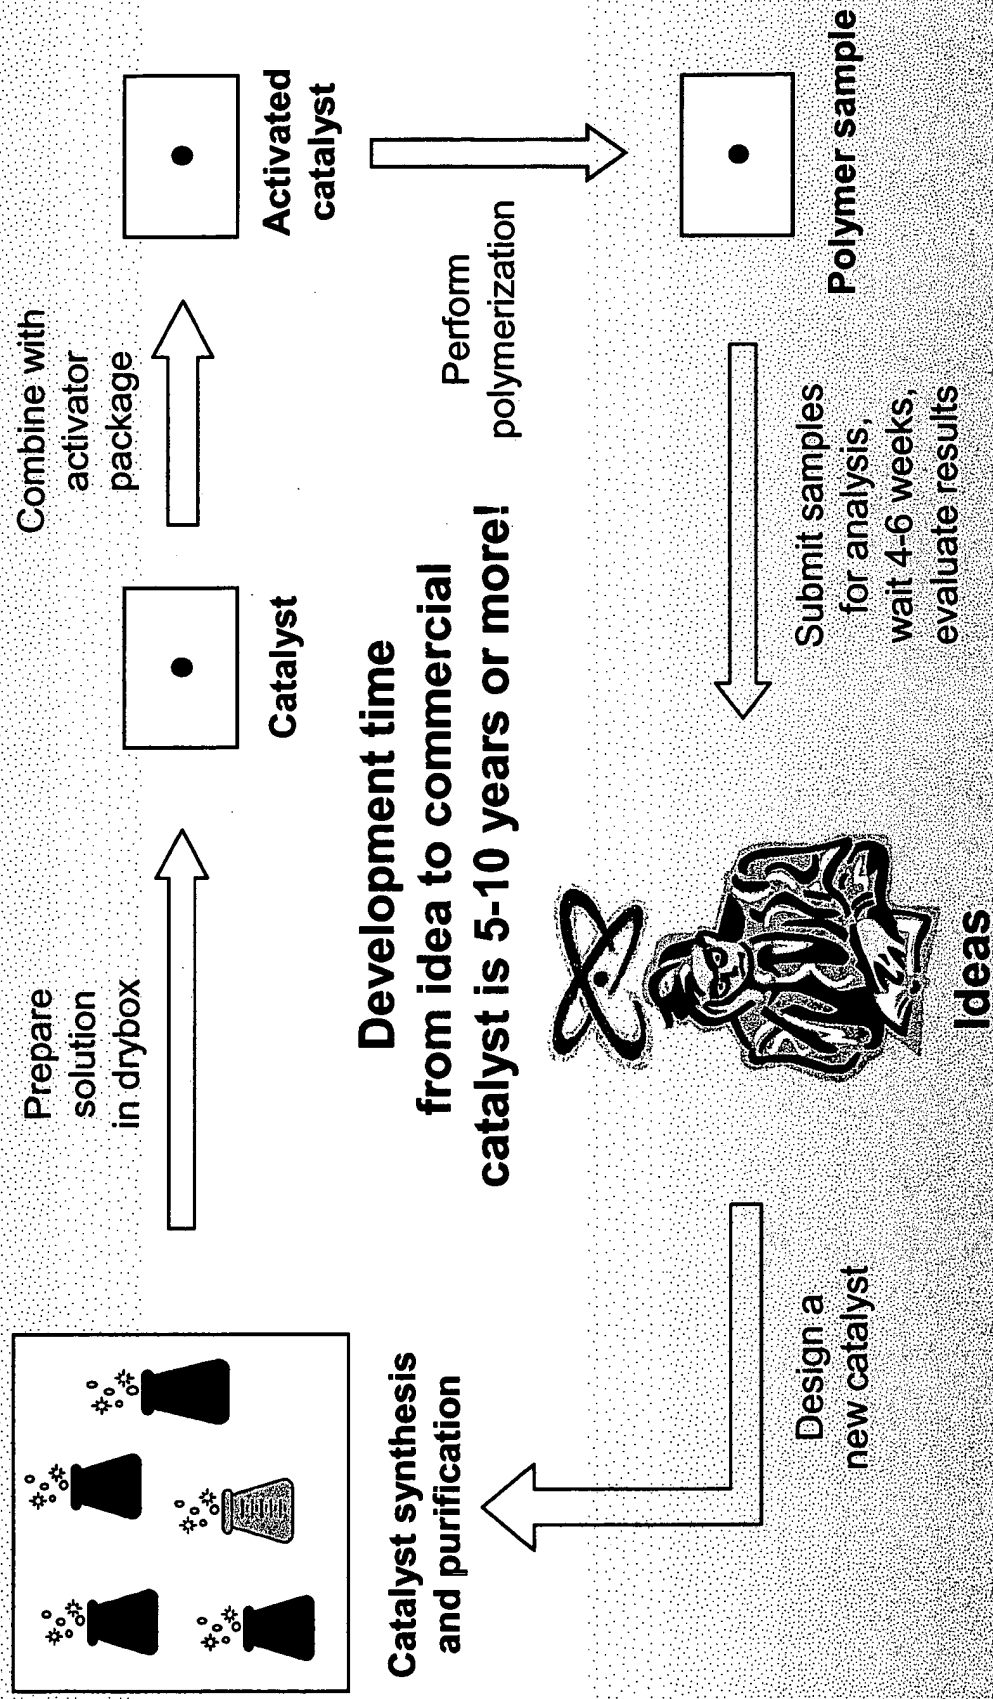 Prepare
solution
in drybox
Combine with
activator
package
Catalyst
Activated
catalyst
Catalyst synthesis
and purification
Development time
from idea to commercial
catalyst is 5-10 years or more!
Perform
polymerization
Design a
new catalyst
Ideas
Submit samples
for analysis,
wait 4-6 weeks,
evaluate results
Polymer sample